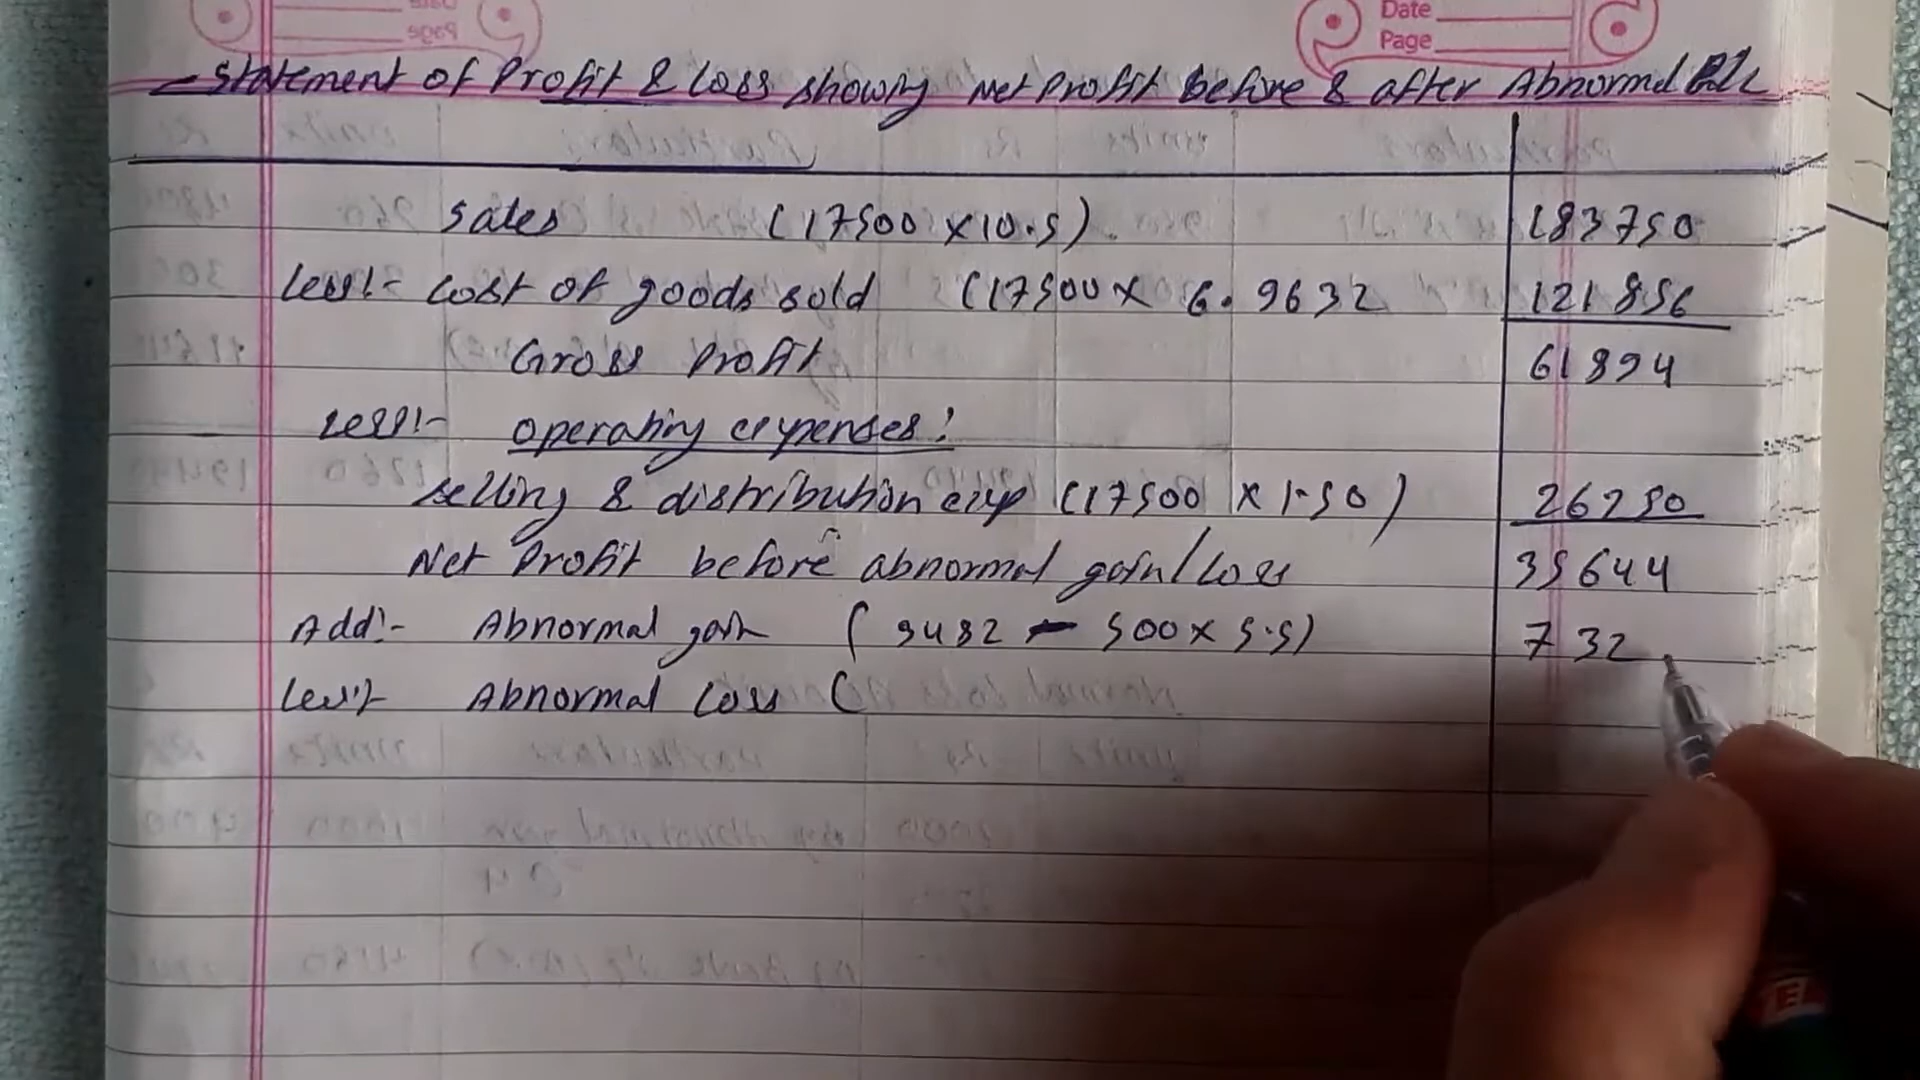 Date
Page
Statement of Profit & Loss showing Net Profit before & after Abnormal
Sales (17500 x 10.5) 183750
Less:- Cost of goods sold (17500 x 6.9632 121856
Gross Profit 61894
Less:- Operating expenses:
Selling & distribution exp (17500 x 1.50) 26250
Net Profit before abnormal gain/loss 35644
Add:- Abnormal gain (3482 - 500 x 5.5) 732
Less:- Abnormal Loss (